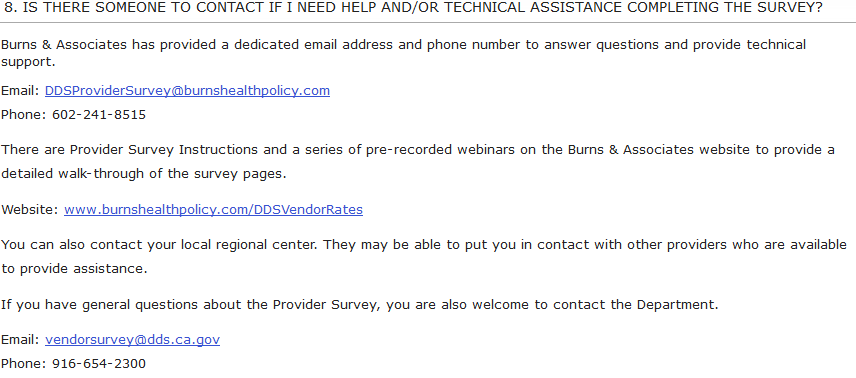 8. IS THERE SOMEONE TO CONTACT IF I NEED HELP AND/OR TECHNICAL ASSISTANCE COMPLETING THE SURVEY?
Burns & Associates has provided a dedicated email address and phone number to answer questions and provide technical
support.
Email: DDSProviderSurvey@burnshealthpolicy.com
Phone: 602-241-8515
There are Provider Survey Instructions and a series of pre-recorded webinars on the Burns & Associates website to provide a
detailed walk-through of the survey pages.
Website: www.burnshealthpolicy.com/DDSVendorRates
You can also contact your local regional center. They may be able to put you in contact with other providers who are available
to provide assistance.
If you have general questions about the Provider Survey, you are also welcome to contact the Department.
Email: vendorsurvey@dds.ca.gov
Phone: 916-654-2300